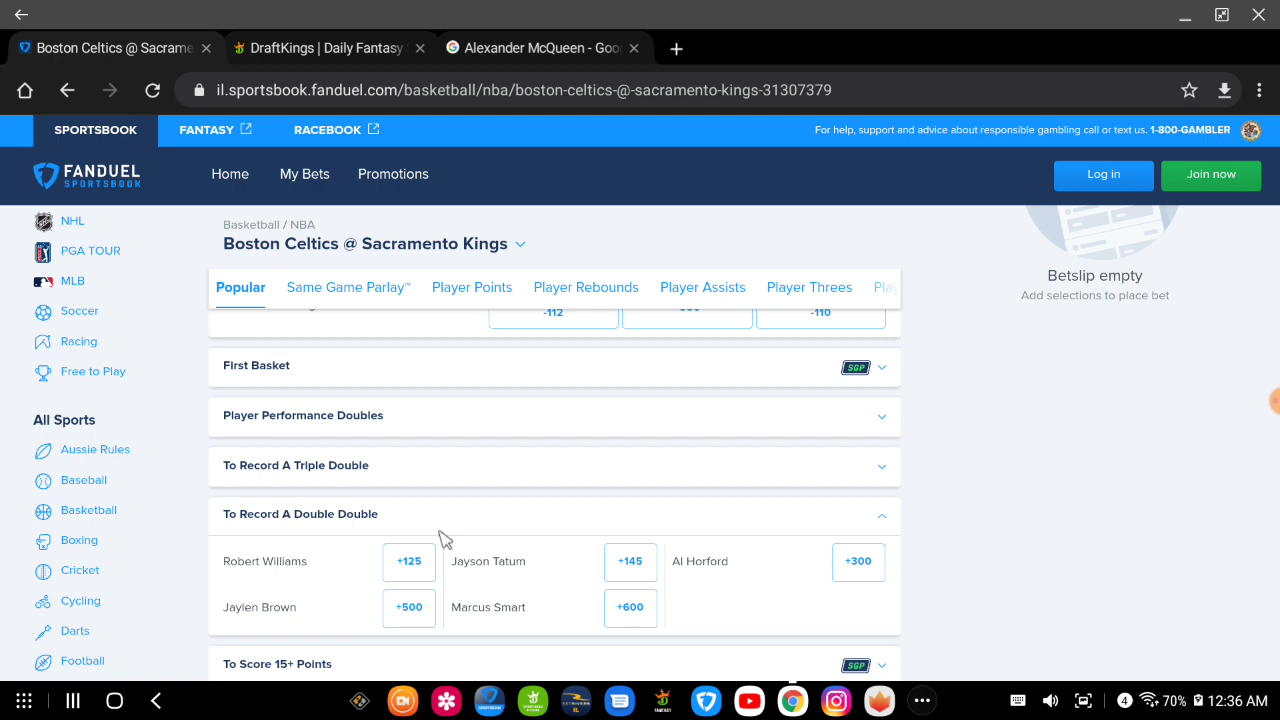 Boston Celtics @ Sacrame
DraftKings | Daily Fantasy
Alexander McQueen - Goo
il.sportsbook.fanduel.com/basketball/nba/boston-celtics-@-sacramento-kings-31307379
SPORTSBOOK FANTASY RACEBOOK For help, support and advice about responsible gambling call or text us. 1-800-GAMBLER
FANDUEL
SPORTSBOOK
Home My Bets Promotions Log in Join now
NHL
PGA TOUR
MLB
Soccer
Racing
Free to Play
All Sports
Aussie Rules
Baseball
Basketball
Boxing
Cricket
Cycling
Darts
Football
Basketball / NBA
Boston Celtics @ Sacramento Kings
Popular Same Game Parlay™ Player Points Player Rebounds Player Assists Player Threes Pla
-112 -110
First Basket SGP
Player Performance Doubles
To Record A Triple Double
To Record A Double Double
Robert Williams +125 Jayson Tatum +145 Al Horford +300
Jaylen Brown +500 Marcus Smart +600
To Score 15+ Points SGP
Betslip empty
Add selections to place bet
4 70% 12:36 AM